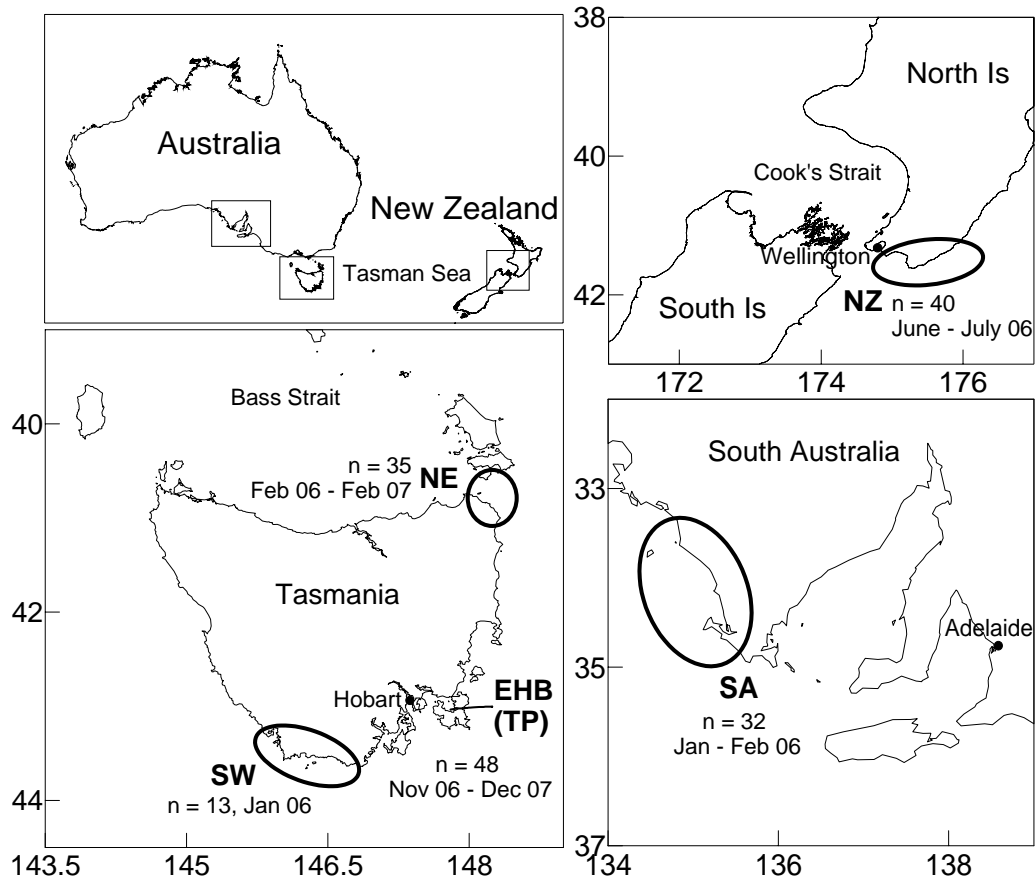 Australia
New Zealand
Tasman Sea
38
40
42
172
174
176
North Is
Cook's Strait
Wellington
South Is
NZ n = 40
June - July 06
40
42
44
143.5
145
146.5
148
Bass Strait
n = 35
NE
Feb 06 - Feb 07
Tasmania
Hobart
EHB
(TP)
SW
n = 48
Nov 06 - Dec 07
n = 13, Jan 06
33
35
37
134
136
138
South Australia
Adelaide
SA
n = 32
Jan - Feb 06